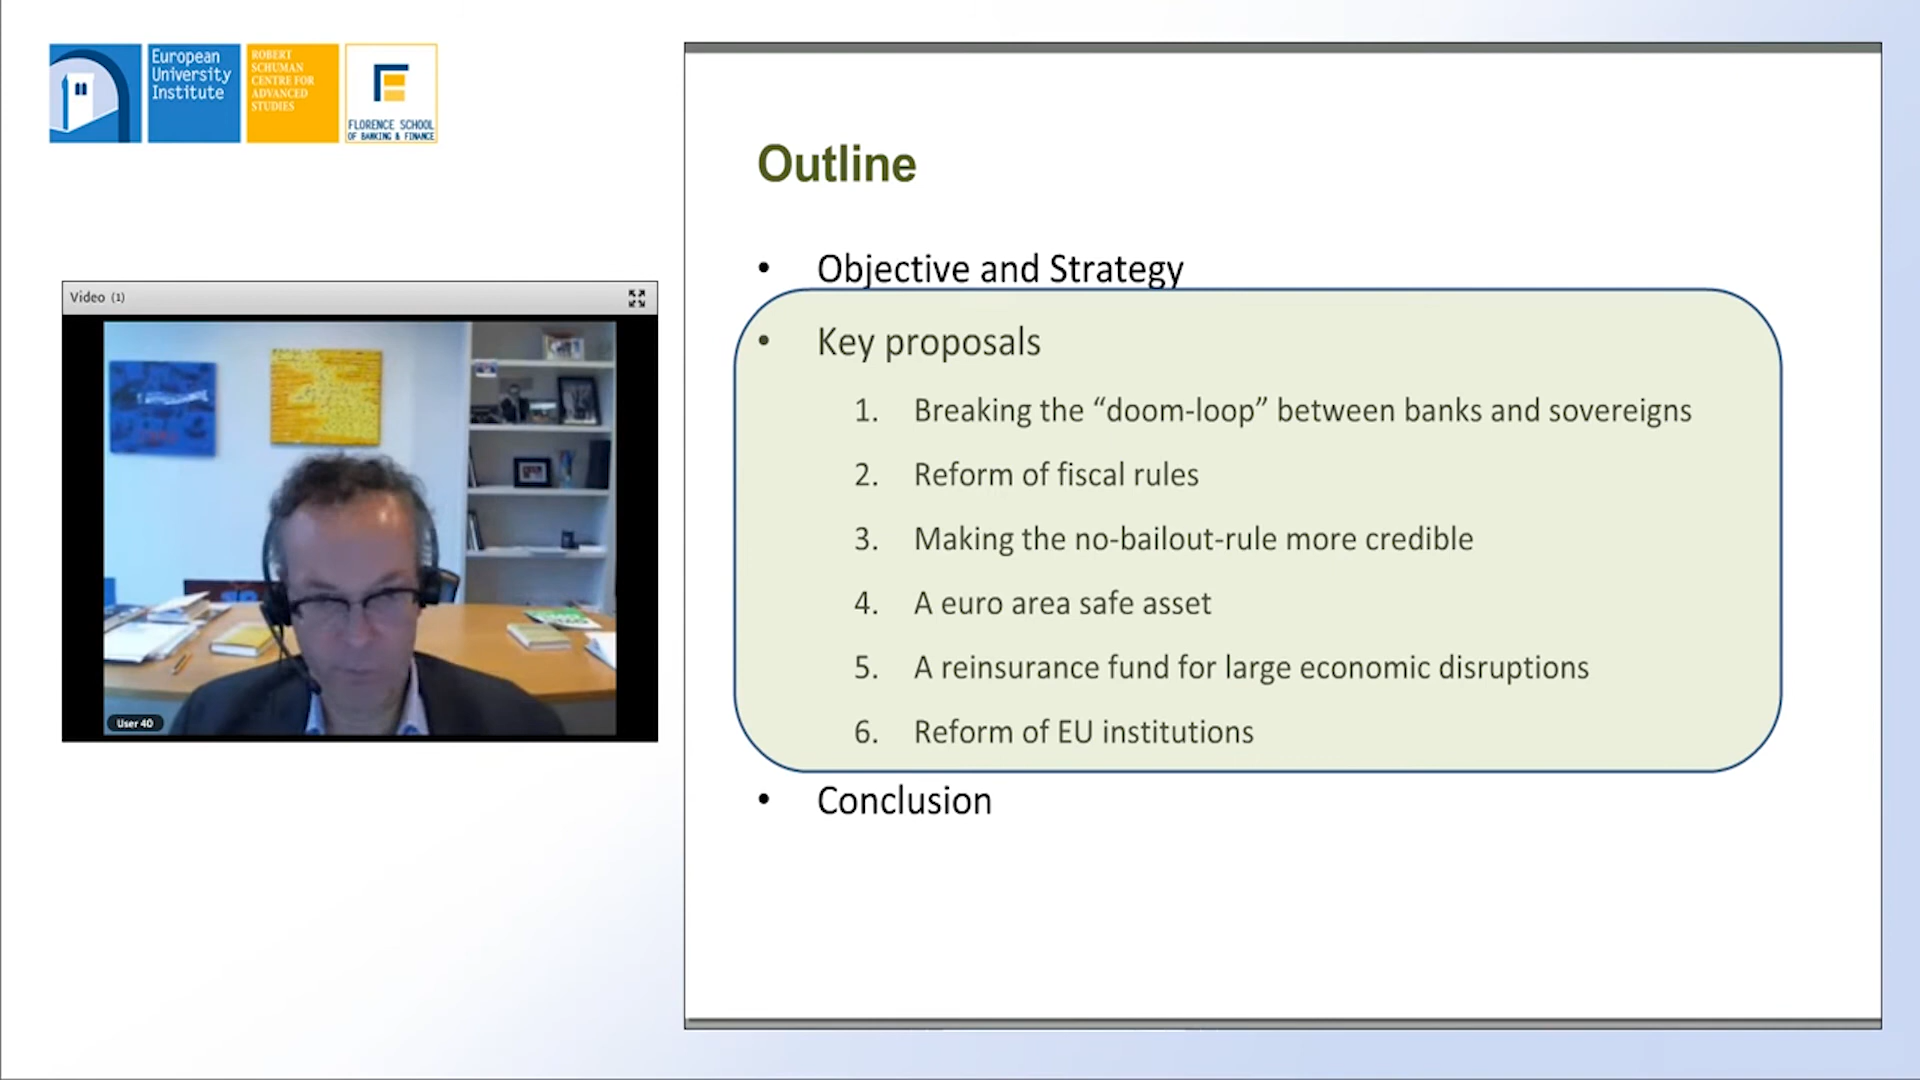 European
University
Institute
ROBERT
SCHUMAN
CENTRE FOR
ADVANCED
STUDIES
FLORENCE SCHOOL
OF BANKING & FINANCE
Video (1)
User 40
Outline
• Objective and Strategy
• Key proposals
1. Breaking the “doom-loop” between banks and sovereigns
2. Reform of fiscal rules
3. Making the no-bailout-rule more credible
4. A euro area safe asset
5. A reinsurance fund for large economic disruptions
6. Reform of EU institutions
• Conclusion